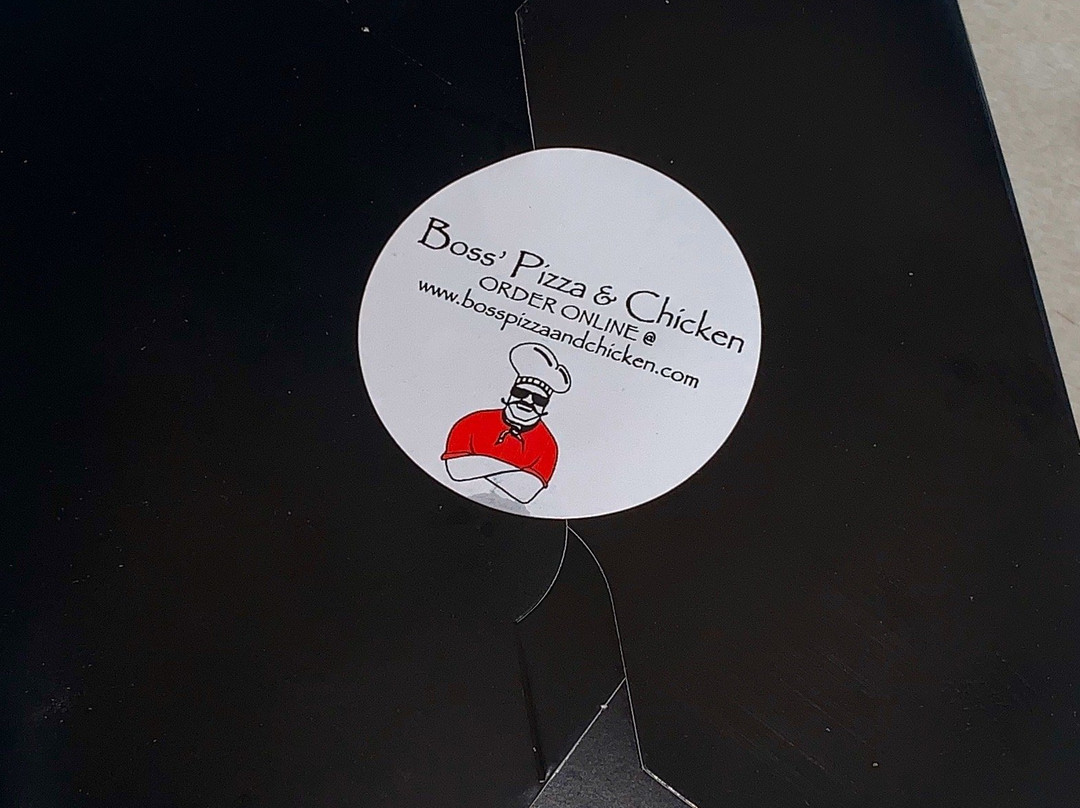 Boss' Pizza & Chicken
ORDER ONLINE @
www.bosspizzaandchicken.com